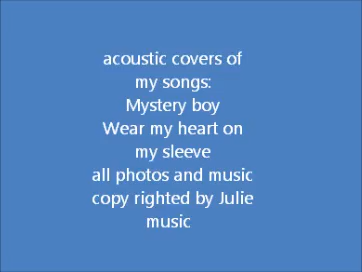 acoustic covers of
my songs:
Mystery boy
Wear my heart on
my sleeve
all photos and music
copy righted by Julie
music